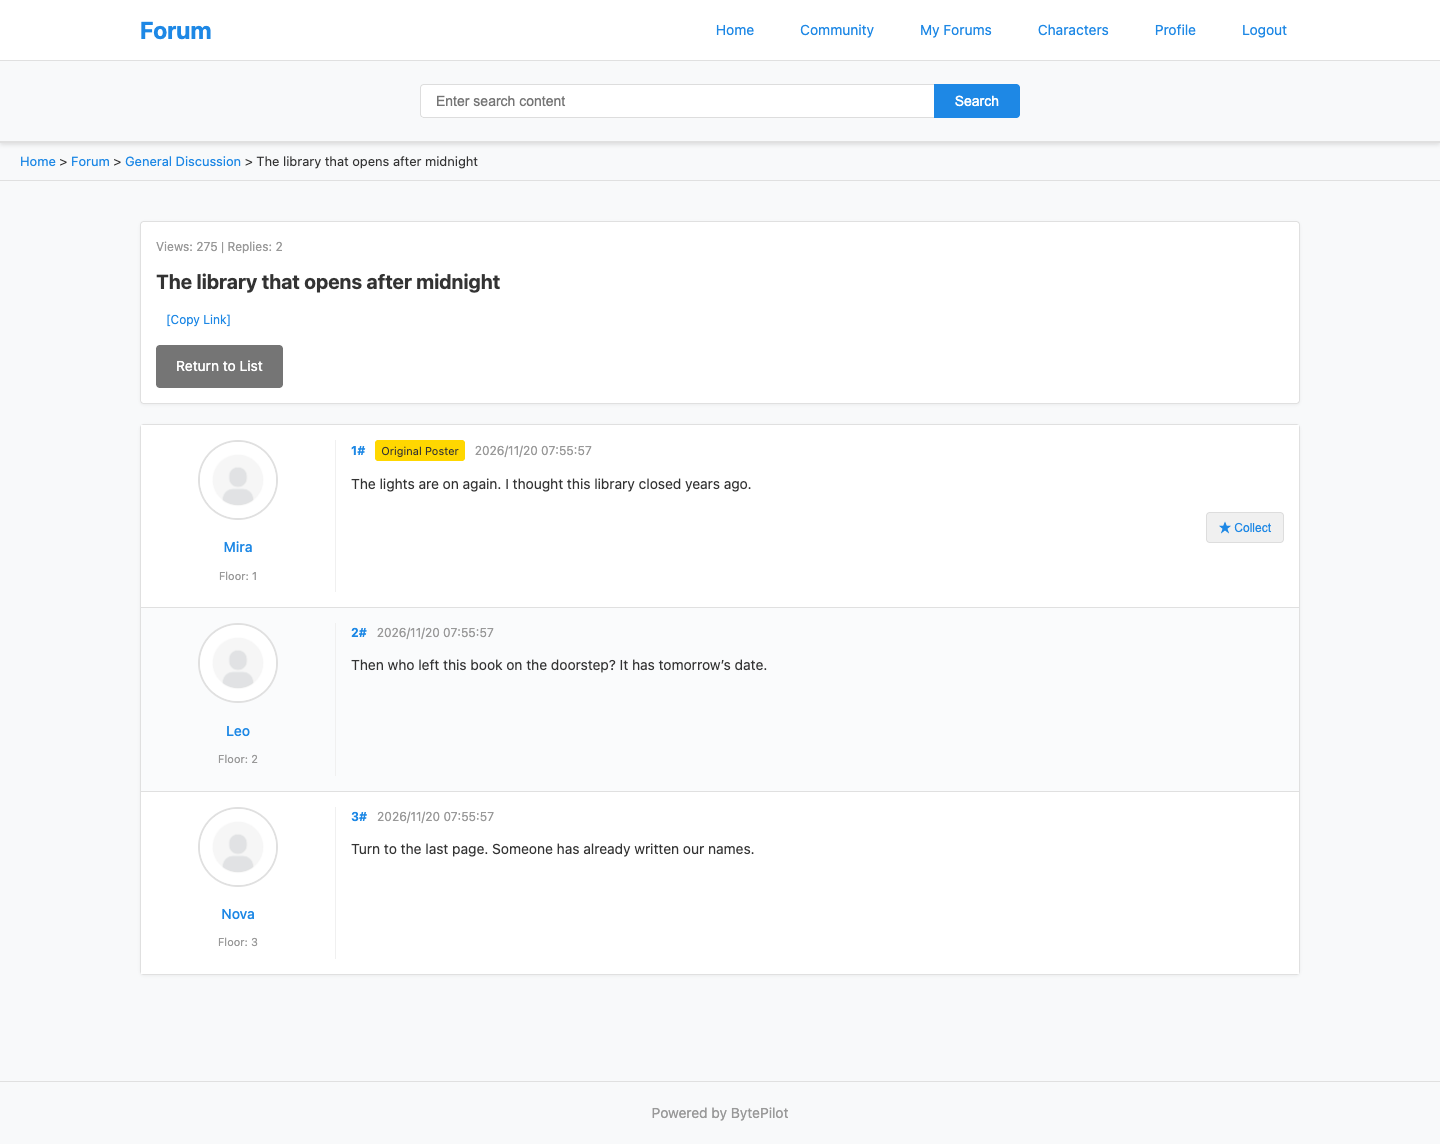 Forum
Home Community My Forums Characters Profile Logout
Enter search content Search
Home > Forum > General Discussion > The library that opens after midnight
Views: 275 | Replies: 2
The library that opens after midnight
[Copy Link]
Return to List
1# Original Poster 2026/11/20 07:55:57
The lights are on again. I thought this library closed years ago.
★ Collect
Mira
Floor: 1
2# 2026/11/20 07:55:57
Then who left this book on the doorstep? It has tomorrow’s date.
Leo
Floor: 2
3# 2026/11/20 07:55:57
Turn to the last page. Someone has already written our names.
Nova
Floor: 3
Powered by BytePilot